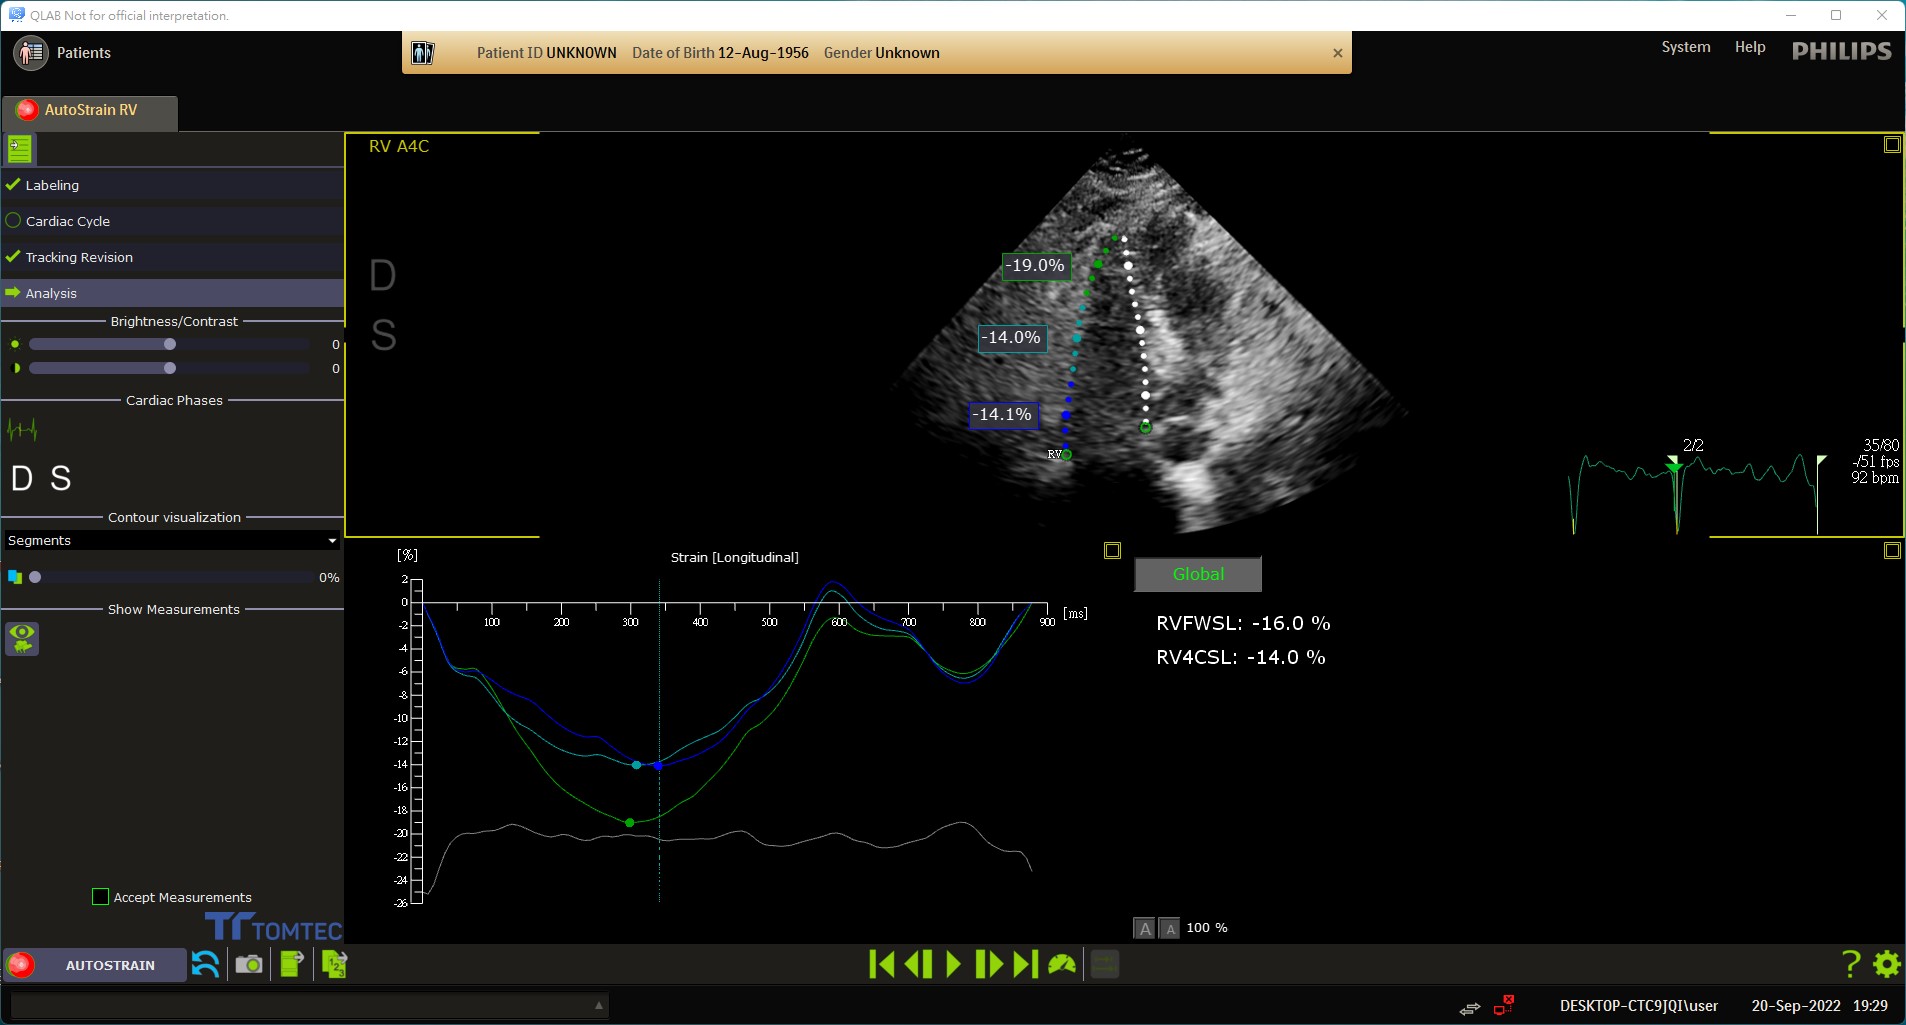 QLAB Not for official interpretation.
Patients
Patient ID UNKNOWN Date of Birth 12-Aug-1956 Gender Unknown
System Help PHILIPS
AutoStrain RV
Labeling
Cardiac Cycle
Tracking Revision
Analysis
Brightness/Contrast
0
0
Cardiac Phases
D S
Contour visualization
Segments
0%
Show Measurements
Accept Measurements
TOMTEC
RV A4C
D
S
-19.0%
-14.0%
-14.1%
RV
2/2
35/80
-/51 fps
92 bpm
[%]
Strain [Longitudinal]
2
0
-2
-4
-6
-8
-10
-12
-14
-16
-18
-20
-22
-24
-26
100 200 300 400 500 600 700 800 900 [ms]
Global
RVFWSL: -16.0 %
RV4CSL: -14.0 %
A A 100 %
AUTOSTRAIN
1 2 3
?
DESKTOP-CTC9JQI\user 20-Sep-2022 19:29